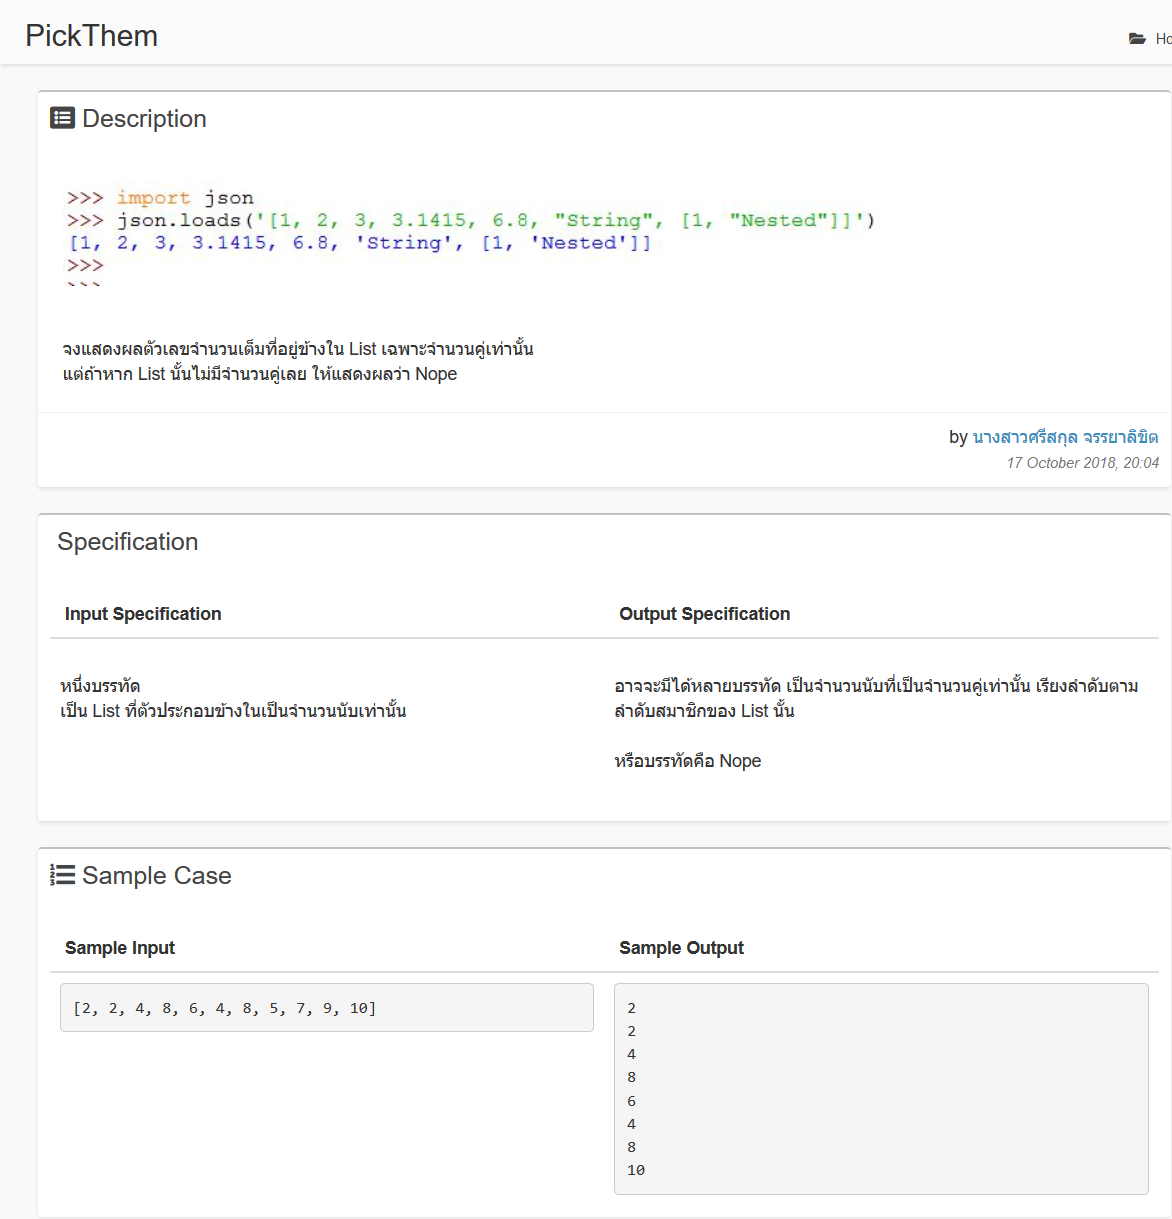 PickThem
Description
>>> import json
>>> json.loads('[1, 2, 3, 3.1415, 6.8, "String", [1, "Nested"]]')
[1, 2, 3, 3.1415, 6.8, 'String', [1, 'Nested']]
>>>
จงแสดงผลตัวเลขจำนวนเต็มที่อยู่ข้างใน List เฉพาะจำนวนคู่เท่านั้น
แต่ถ้าหาก List นั้นไม่มีจำนวนคู่เลย ให้แสดงผลว่า Nope
by นางสาวศรีสกุล จรรยาลิขิต
17 October 2018, 20:04
Specification
Input Specification
Output Specification
หนึ่งบรรทัด
เป็น List ที่ตัวประกอบข้างในเป็นจำนวนนับเท่านั้น
อาจจะมีได้หลายบรรทัด เป็นจำนวนนับที่เป็นจำนวนคู่เท่านั้น เรียงลำดับตาม
ลำดับสมาชิกของ List นั้น
หรือบรรทัดคือ Nope
Sample Case
Sample Input
Sample Output
[2, 2, 4, 8, 6, 4, 8, 5, 7, 9, 10]
2
2
4
8
6
4
8
10